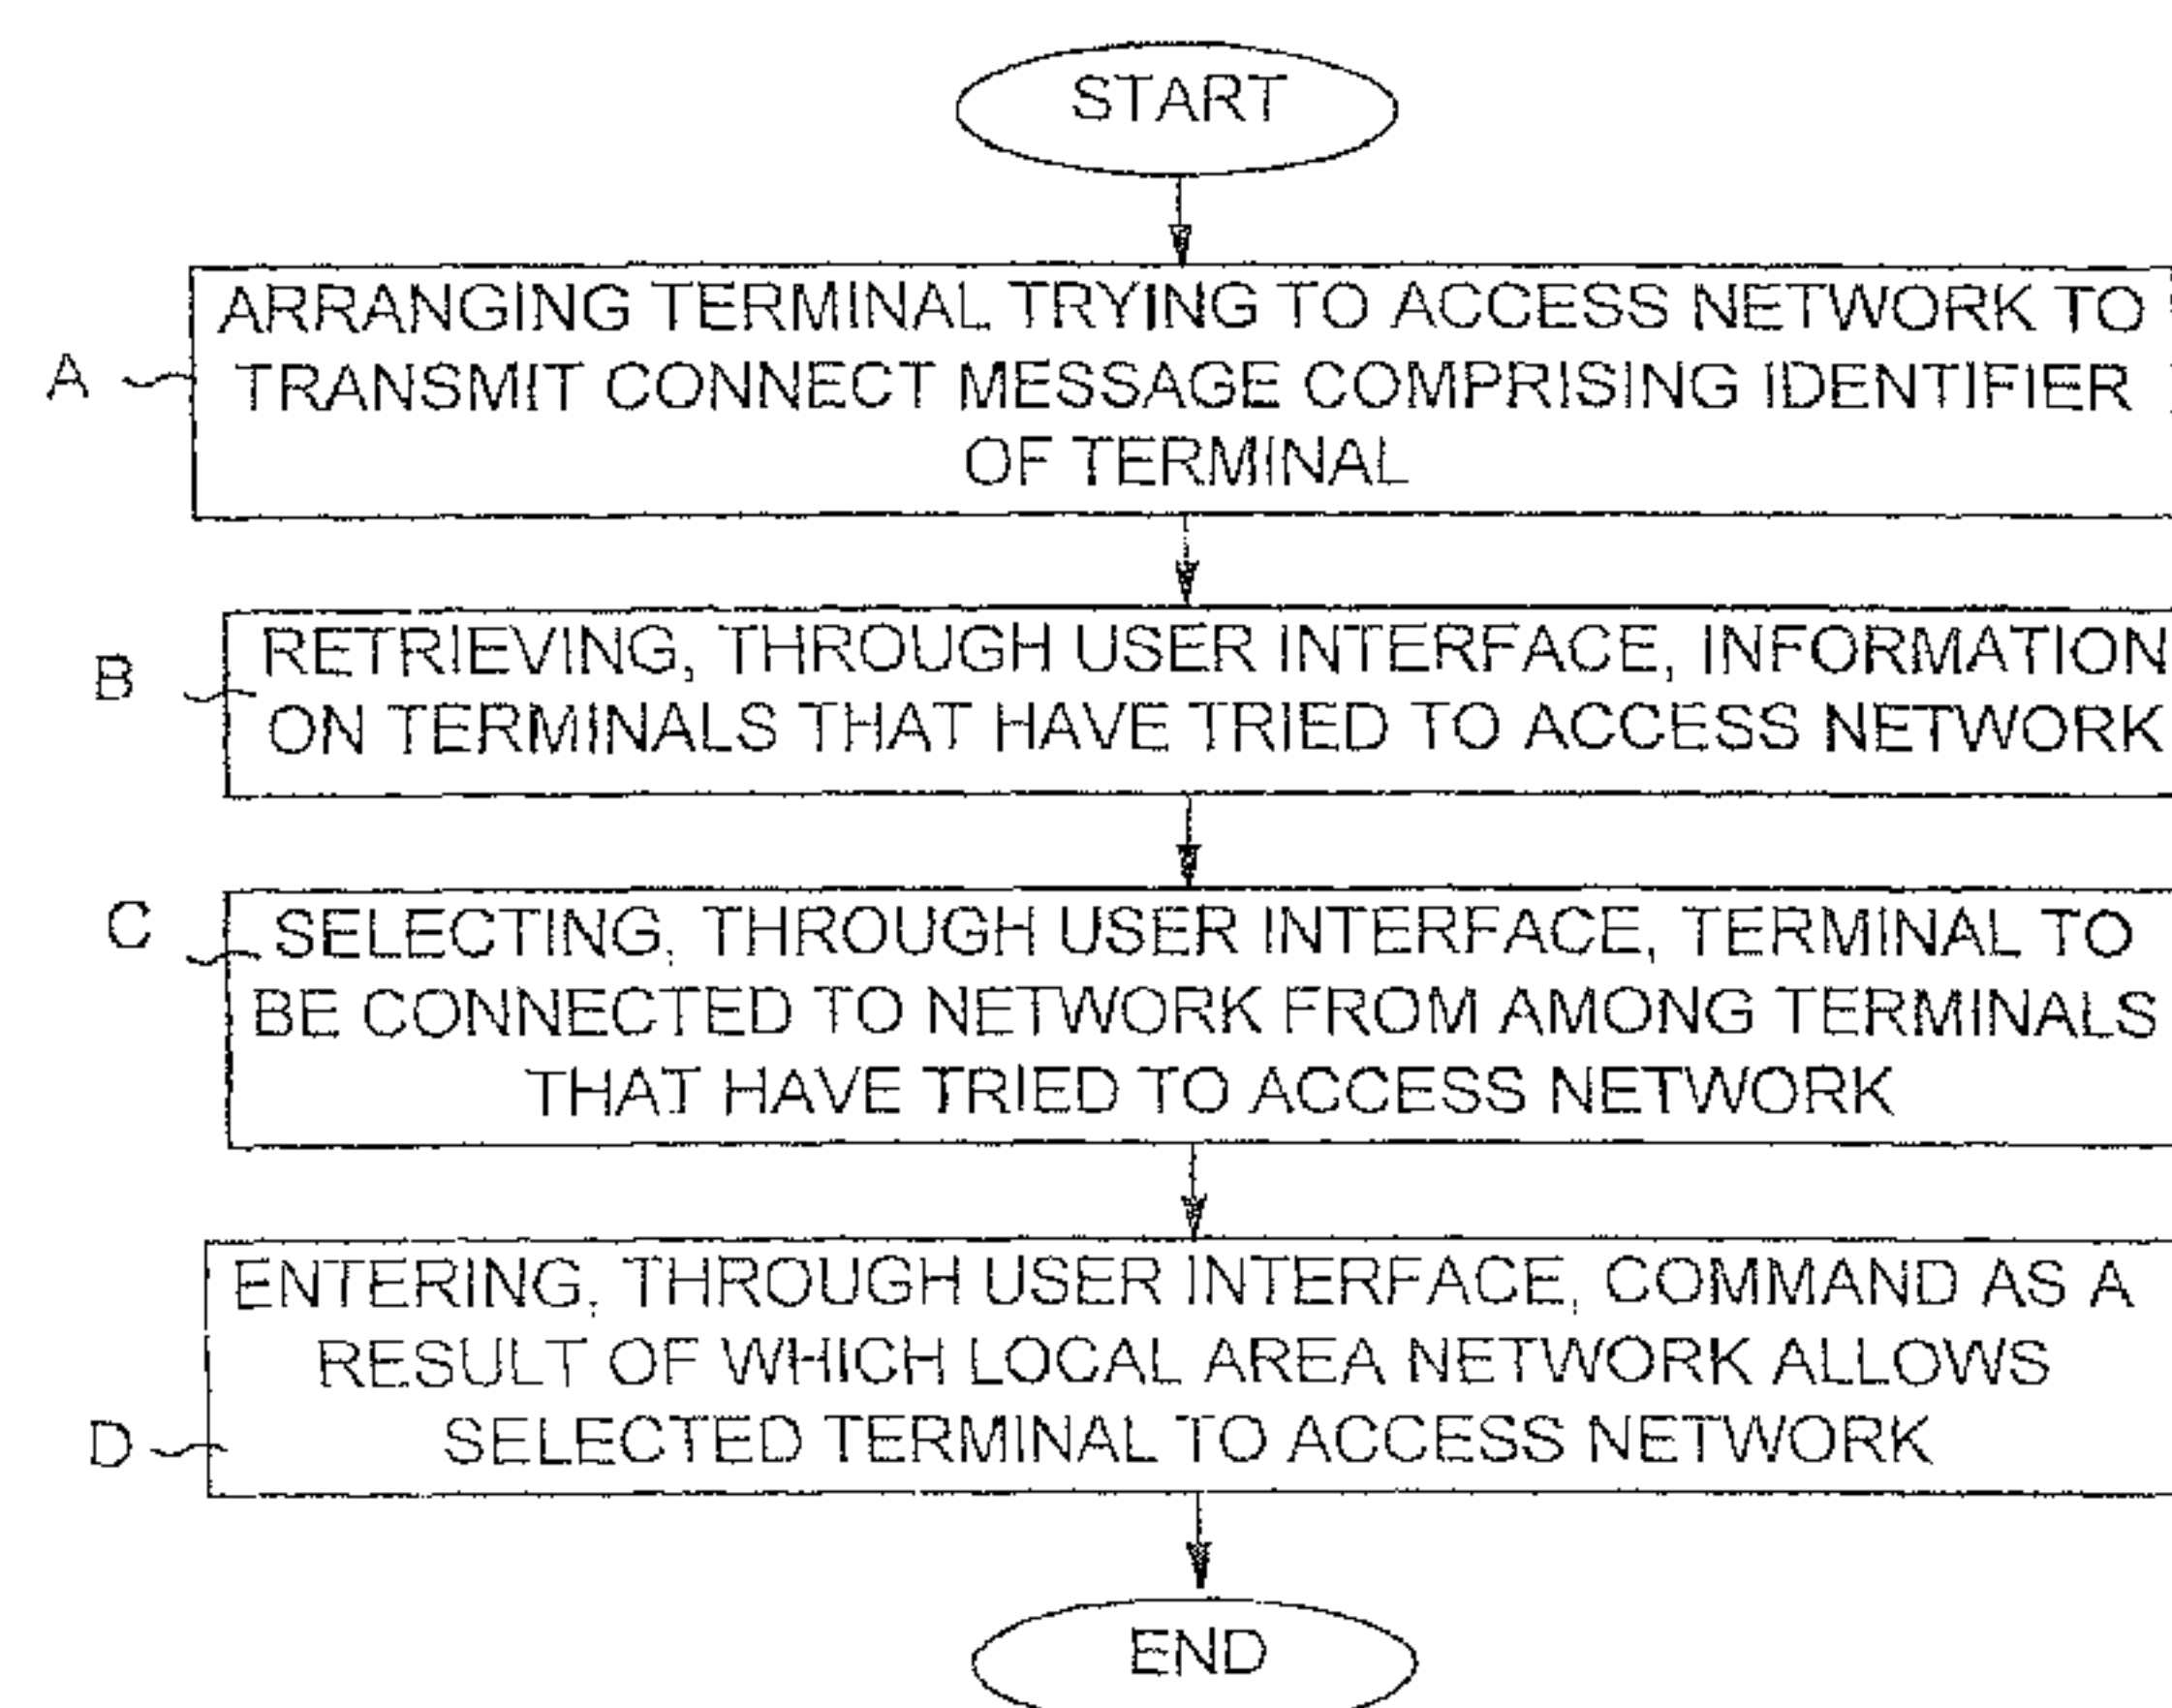 START
A
ARRANGING TERMINAL TRYING TO ACCESS NETWORK TO
TRANSMIT CONNECT MESSAGE COMPRISING IDENTIFIER
OF TERMINAL
B
RETRIEVING, THROUGH USER INTERFACE, INFORMATION
ON TERMINALS THAT HAVE TRIED TO ACCESS NETWORK
C
SELECTING, THROUGH USER INTERFACE, TERMINAL TO
BE CONNECTED TO NETWORK FROM AMONG TERMINALS
THAT HAVE TRIED TO ACCESS NETWORK
ENTERING, THROUGH USER INTERFACE, COMMAND AS A
RESULT OF WHICH LOCAL AREA NETWORK ALLOWS
D
SELECTED TERMINAL TO ACCESS NETWORK
END